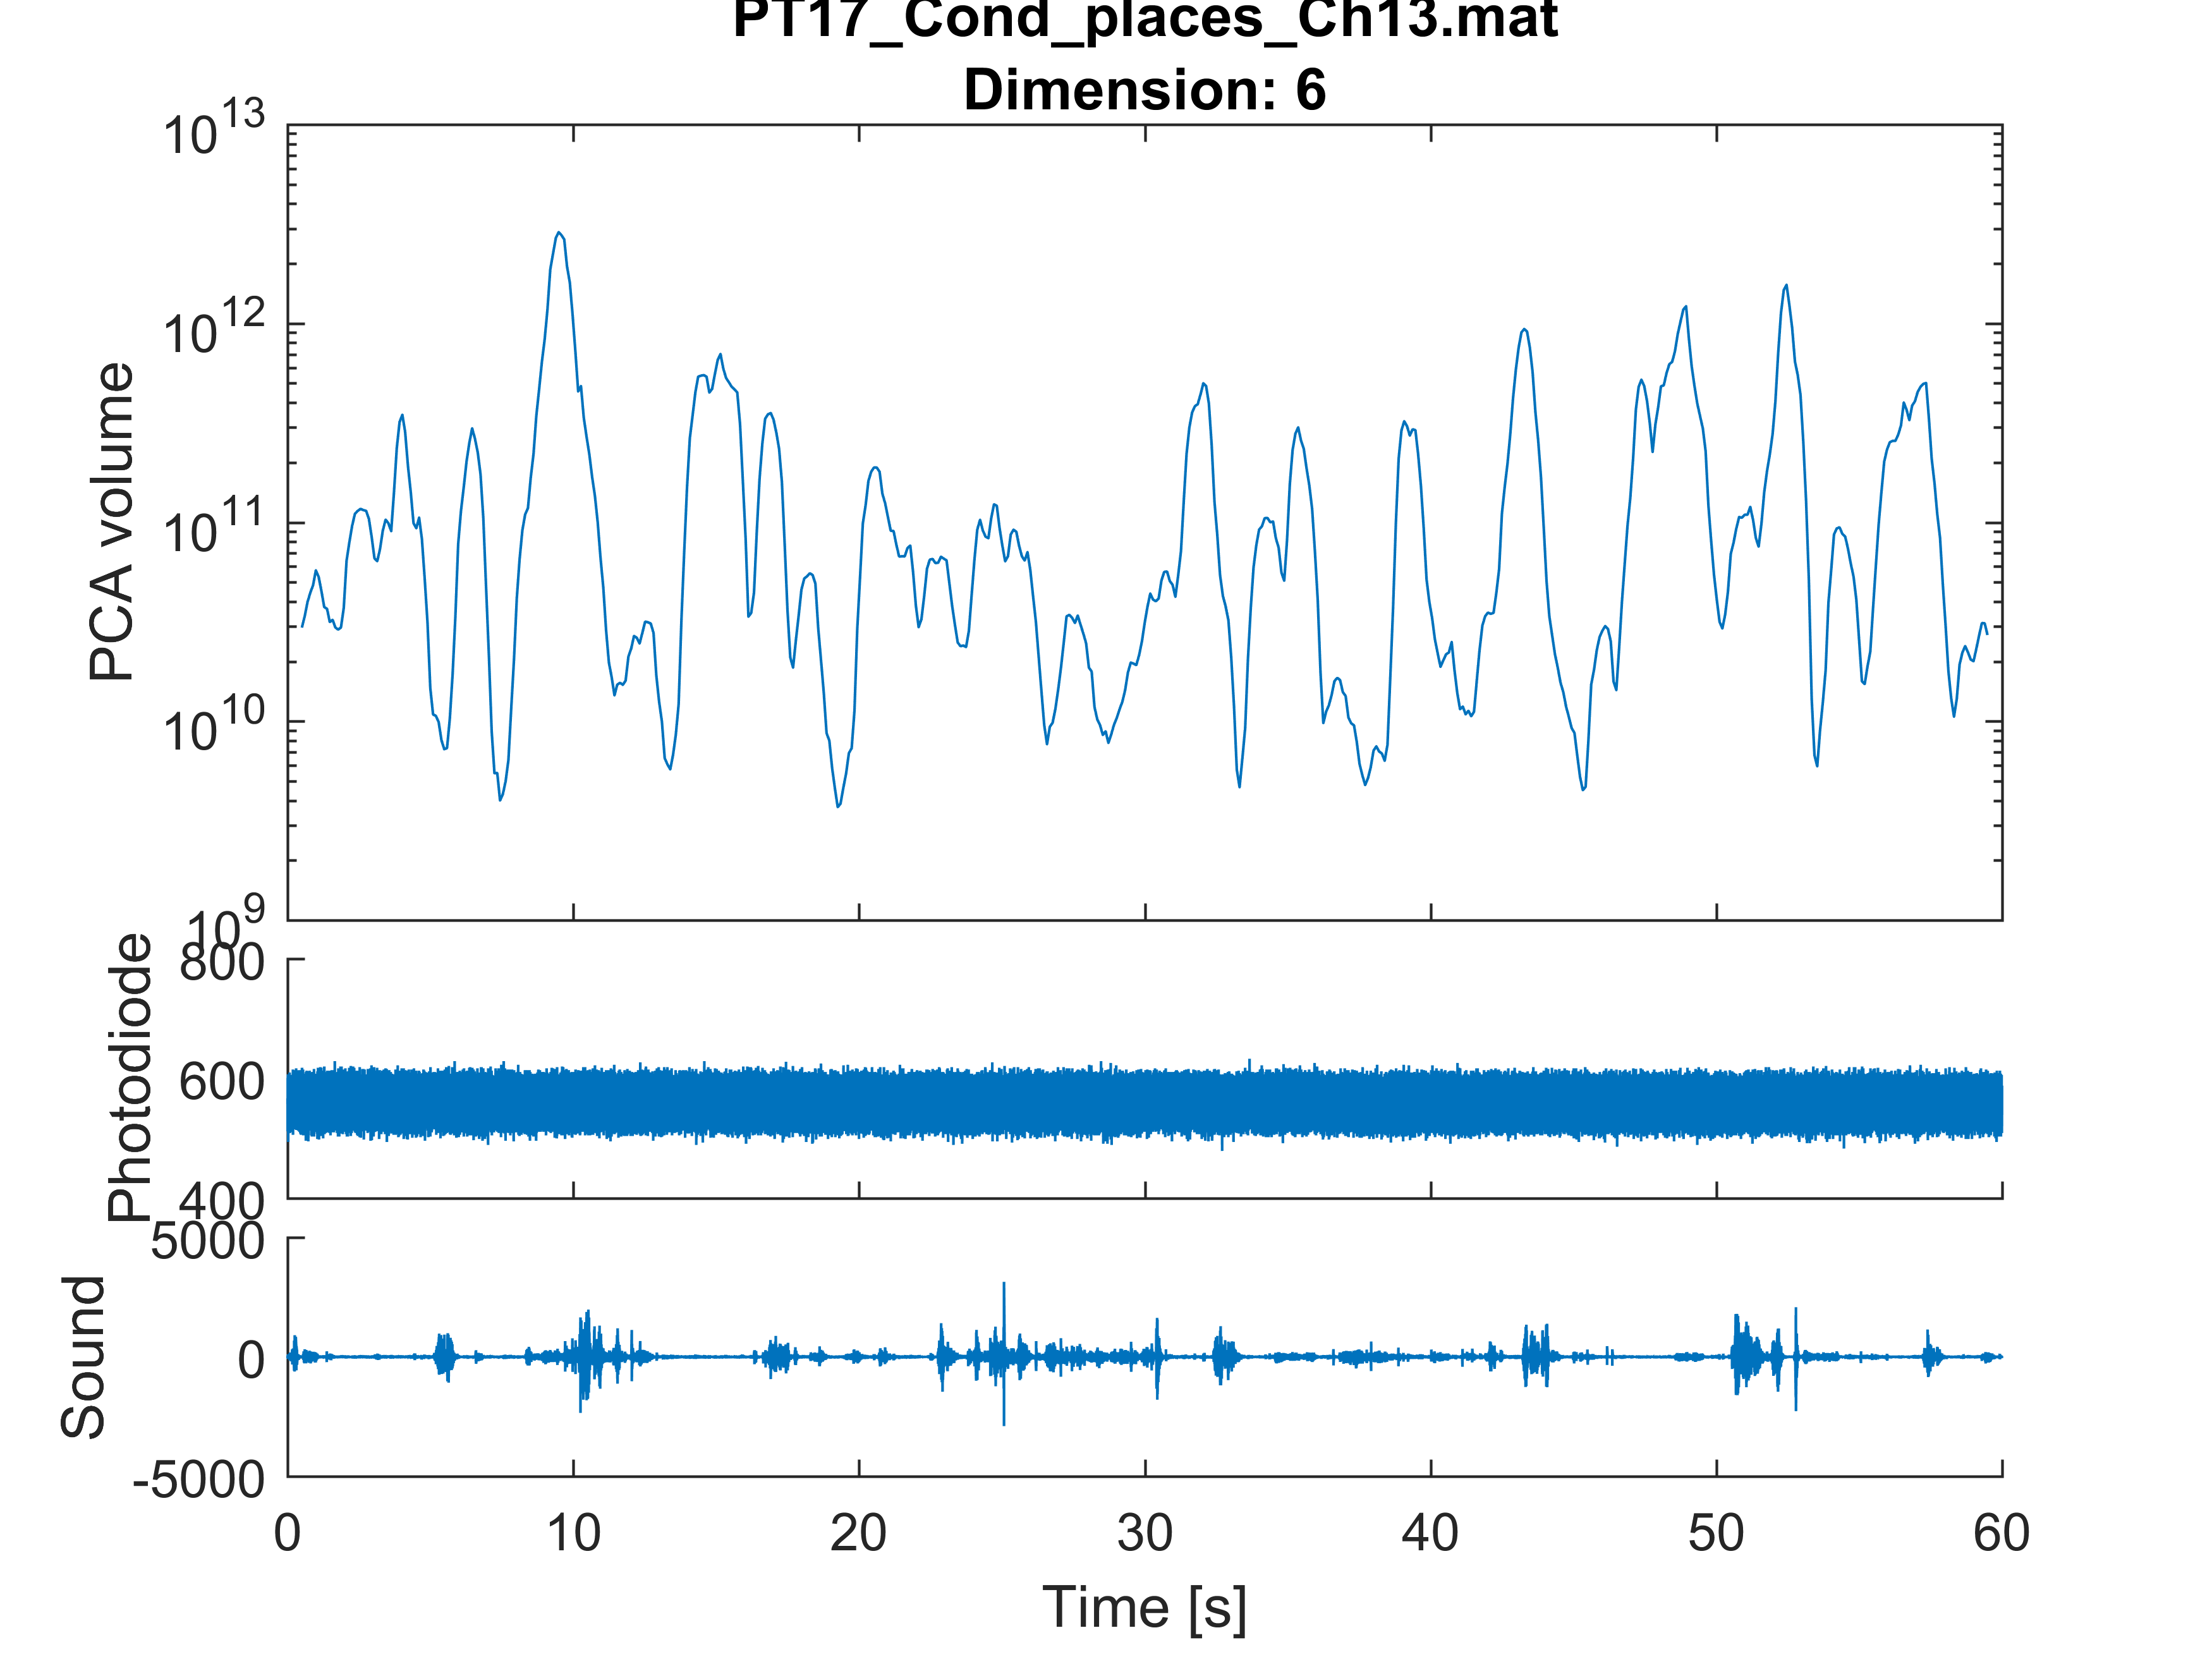 PT17_Cond_places_Ch13.mat
Dimension: 6
10^13
10^12
10^11
10^10
10^9
PCA volume
800
600
400
Photodiode
5000
0
-5000
Sound
0 10 20 30 40 50 60
Time [s]